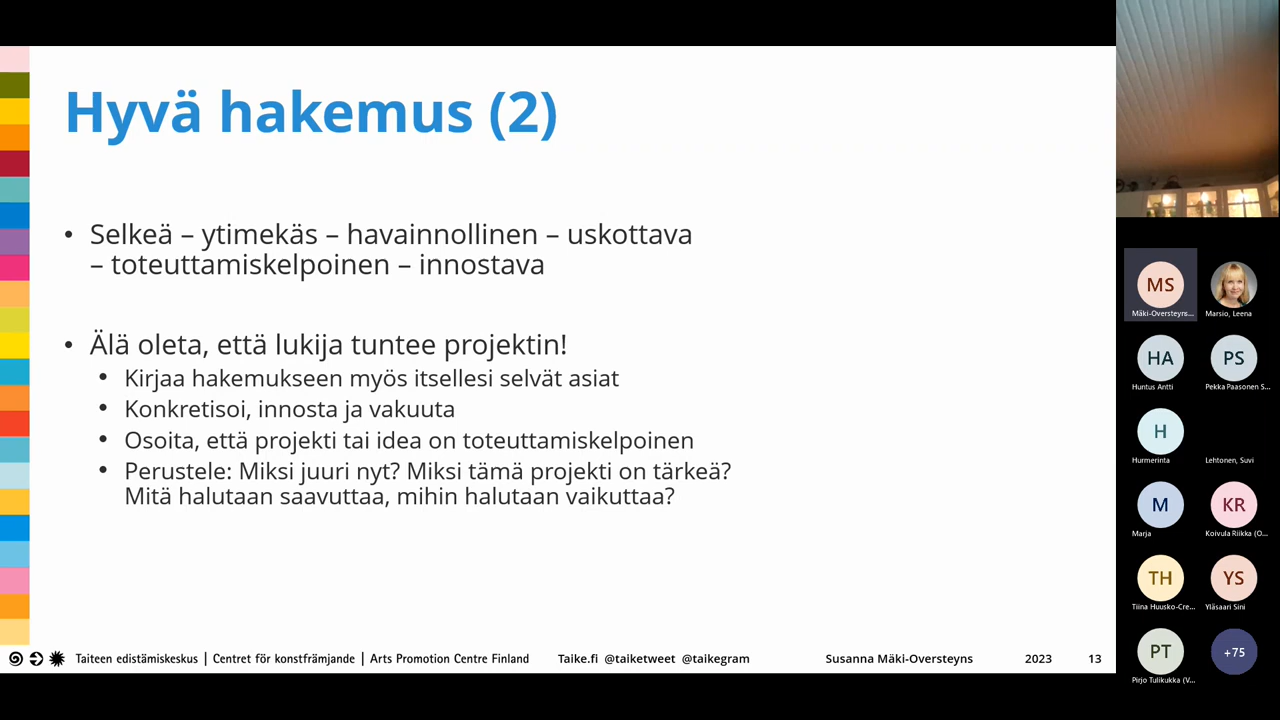 Hyvä hakemus (2)
• Selkeä – ytimekäs – havainnollinen – uskottava
– toteuttamiskelpoinen – innostava
• Älä oleta, että lukija tuntee projektin!
• Kirjaa hakemukseen myös itsellesi selvät asiat
• Konkretisoi, innosta ja vakuuta
• Osoita, että projekti tai idea on toteuttamiskelpoinen
• Perustele: Miksi juuri nyt? Miksi tämä projekti on tärkeä?
Mitä halutaan saavuttaa, mihin halutaan vaikuttaa?
Taiteen edistämiskeskus | Centret för konstfrämjande | Arts Promotion Centre Finland Taike.fi @taiketweet @taikegram Susanna Mäki-Oversteyns 2023 13
MS
Mäki-Oversteyns... Marsio, Leena
HA PS
Huntus Antti Pekka Paasonen S...
H
Hurmerinta Lehtonen, Suvi
M KR
Marja Koivula Riikka (O...
TH YS
Tiina Huusko-Cre... Yläsaari Sini
PT +75
Pirjo Tulikukka (V...